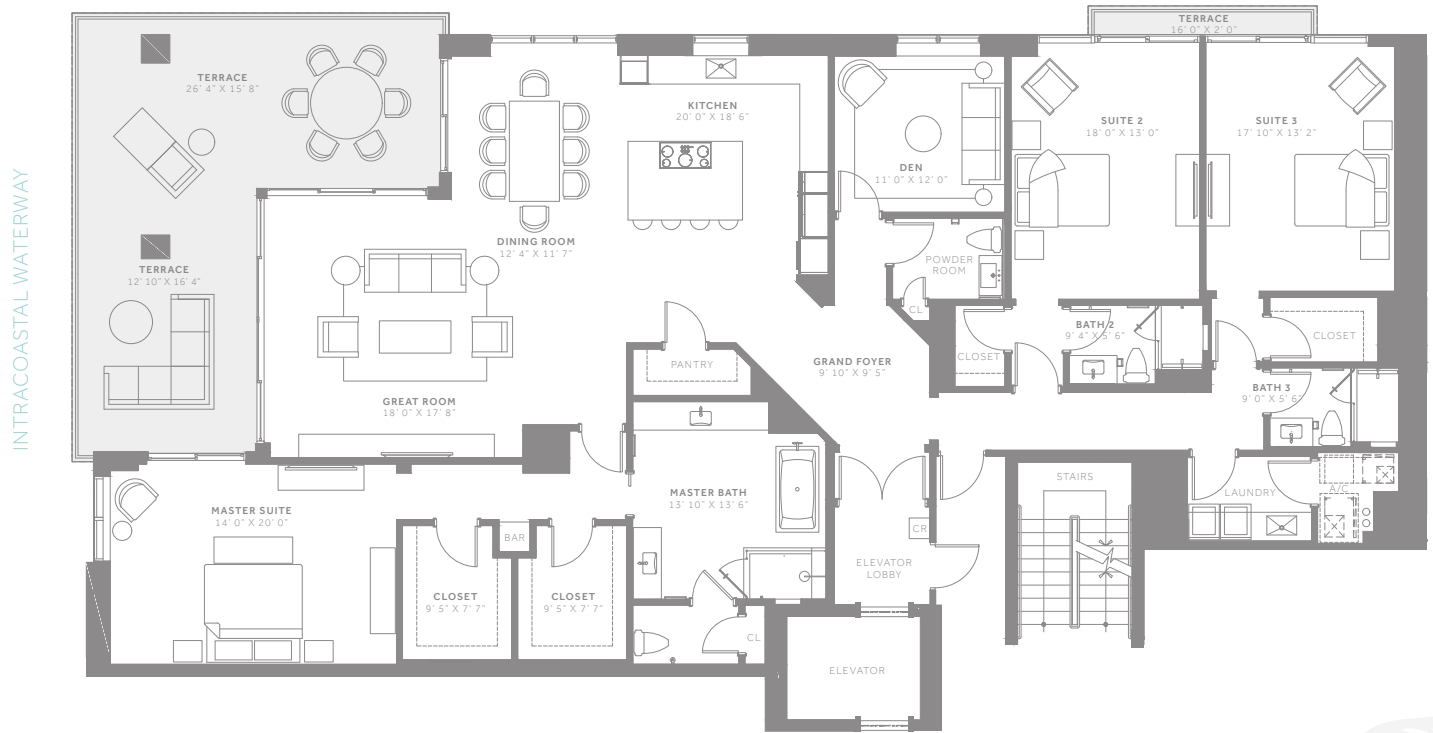 INTRACOASTAL WATERWAY
TERRACE
26' 4" X 15' 8"
TERRACE
12' 10" X 16' 4"
DINING ROOM
12' 4" X 11' 7"
KITCHEN
20' 0" X 18' 6"
GREAT ROOM
18' 0" X 17' 8"
DEN
11' 0" X 12' 0"
POWDER
ROOM
CL
TERRACE
16' 0" X 2' 0"
SUITE 2
18' 0" X 13' 0"
SUITE 3
17' 10" X 13' 2"
CLOSET
BATH 2
9' 4" X 5' 6"
CLOSET
BATH 3
9' 0" X 5' 6"
PANTRY
GRAND FOYER
9' 10" X 9' 5"
MASTER SUITE
14' 0" X 20' 0"
BAR
CLOSET
9' 5" X 7' 7"
CLOSET
9' 5" X 7' 7"
MASTER BATH
13' 10" X 13' 6"
CL
CR
ELEVATOR
LOBBY
ELEVATOR
STAIRS
LAUNDRY
A/C